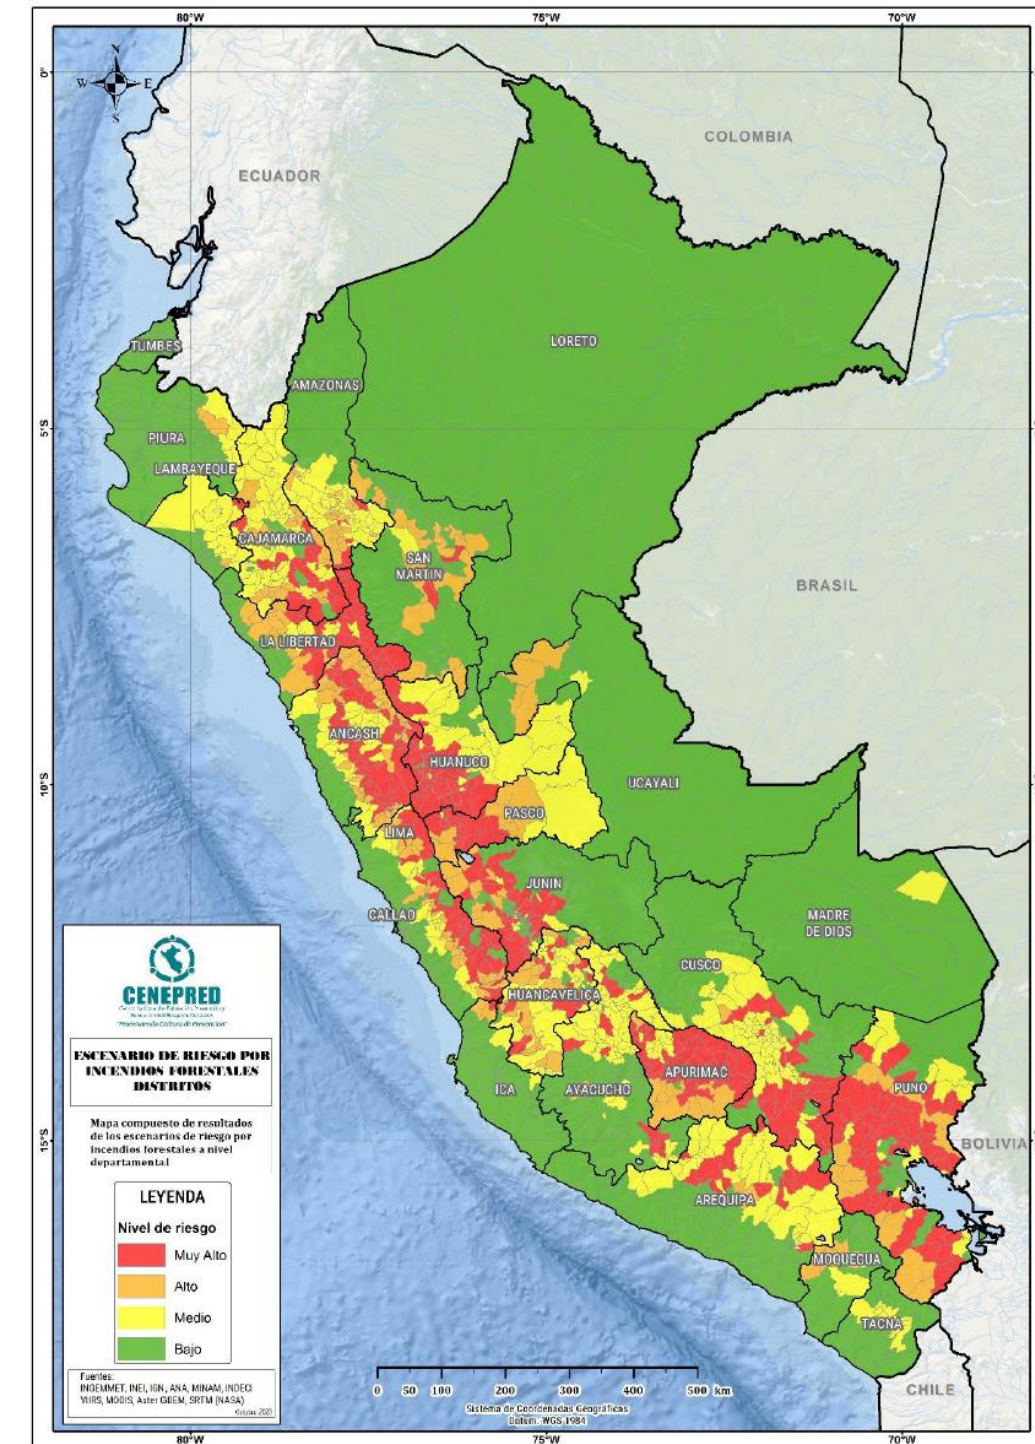 80°W 75°W 70°W
N
W E
S
0°
COLOMBIA
ECUADOR
LORETO
TUMBES
AMAZONAS
5°S
PIURA
LAMBAYEQUE
CAJAMARCA
SAN
MARTIN
BRASIL
LA LIBERTAD
ANCASH
HUANUCO
10°S
UCAYALI
PASCO
LIMA
JUNIN
CALLAO
MADRE
DE DIOS
CUSCO
HUANCAVELICA
APURIMAC
ICA
AYACUCHO
PUNO
15°S
BOLIVIA
AREQUIPA
MOQUEGUA
TACNA
CHILE
CENEPRED
ESCENARIO DE RIESGO POR
INCENDIOS FORESTALES
DISTRITOS
Mapa compuesto de resultados
de los escenarios de riesgo por
incendios forestales a nivel
departamental
LEYENDA
Nivel de riesgo
Muy Alto
Alto
Medio
Bajo
Fuentes:
INGEMMET, INEI, IGN, ANA, MINAM, INDECI
VIIRS, MODIS, Aster GDEM, SRTM (NASA)
0 50 100 200 300 400 500 km
Sistema de Coordenadas Geográficas
Datum: WGS 1984
80°W 75°W 70°W